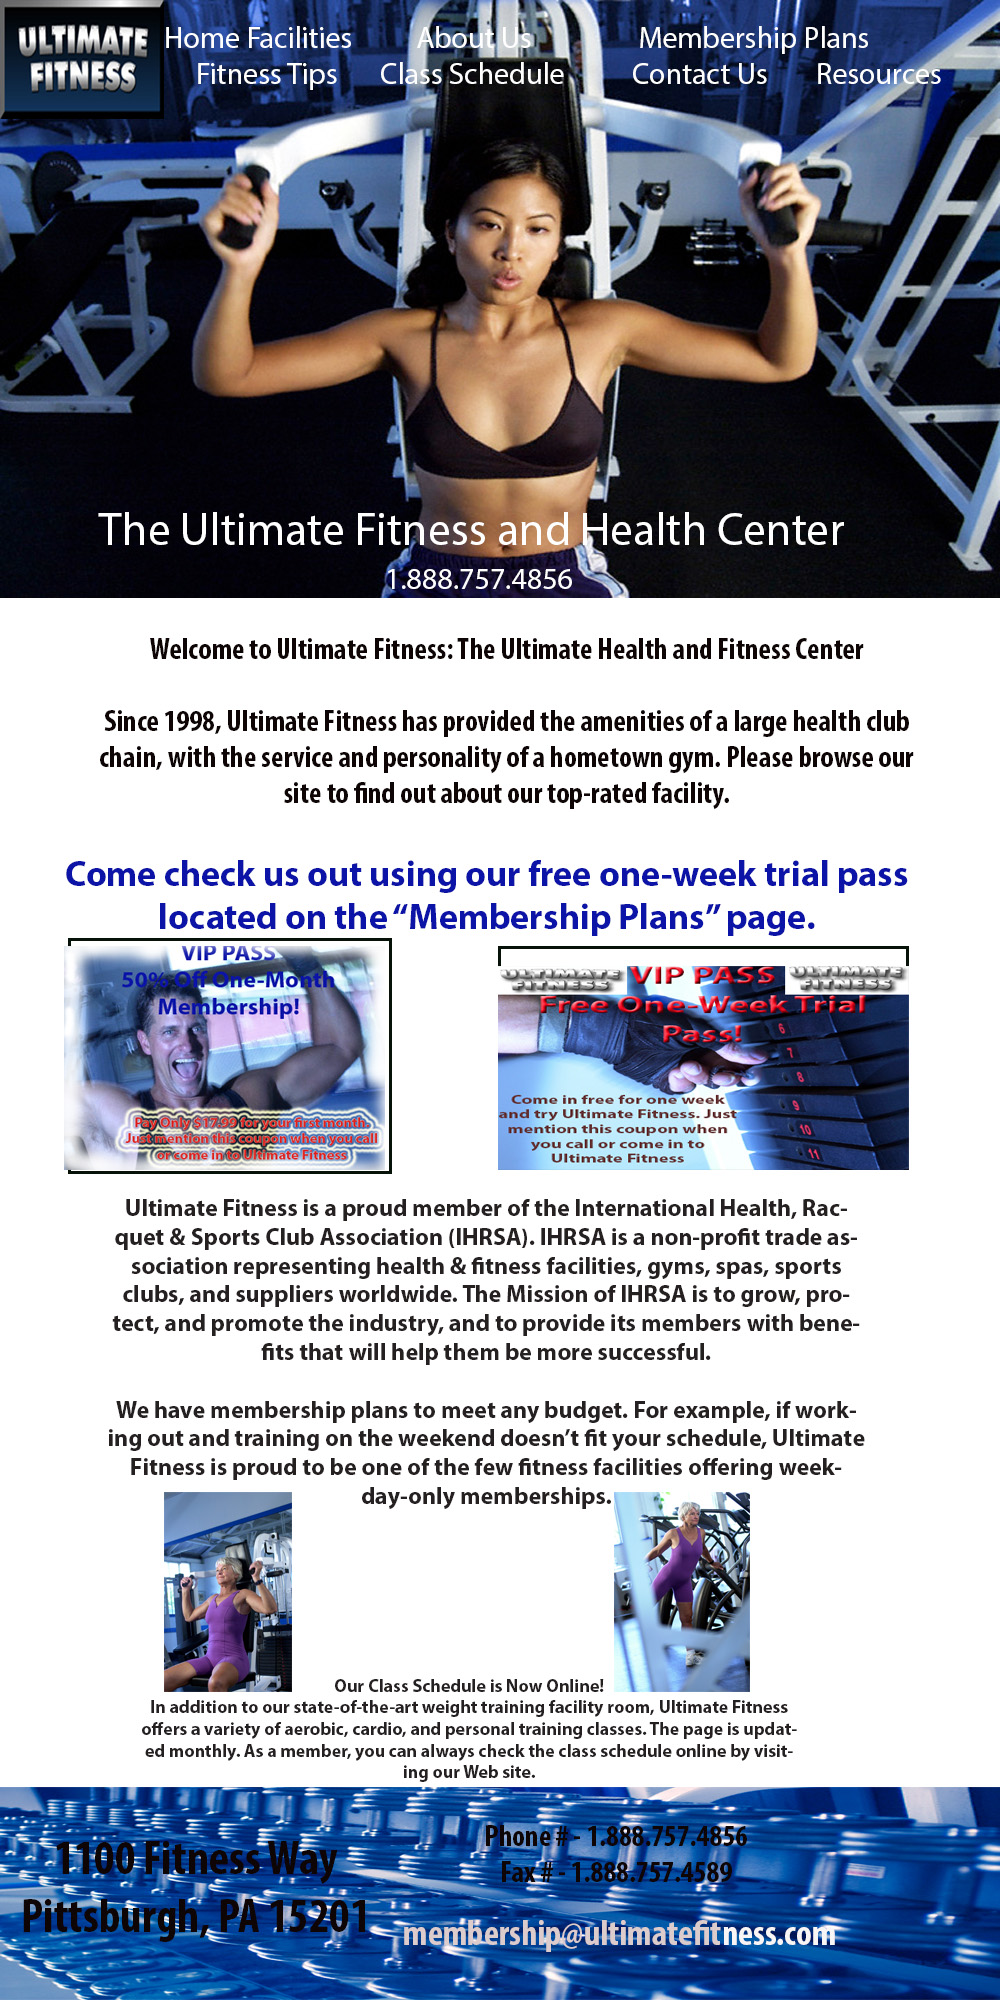 ULTIMATE
FITNESS
Home Facilities About Us Membership Plans
Fitness Tips Class Schedule Contact Us Resources
The Ultimate Fitness and Health Center
1.888.757.4856
Welcome to Ultimate Fitness: The Ultimate Health and Fitness Center
Since 1998, Ultimate Fitness has provided the amenities of a large health club
chain, with the service and personality of a hometown gym. Please browse our
site to find out about our top-rated facility.
Come check us out using our free one-week trial pass
located on the “Membership Plans” page.
VIP PASS
50% Off One-Month
Membership!
Pay Only $17.99 for your first month.
Just mention this coupon when you call
or come in to Ultimate Fitness
ULTIMATE
FITNESS
VIP PASS
ULTIMATE
FITNESS
Free One-Week Trial
Pass!
Come in free for one week
and try Ultimate Fitness. Just
mention this coupon when
you call or come in to
Ultimate Fitness
6
7
8
9
10
11
Ultimate Fitness is a proud member of the International Health, Rac-
quet & Sports Club Association (IHRSA). IHRSA is a non-profit trade as-
sociation representing health & fitness facilities, gyms, spas, sports
clubs, and suppliers worldwide. The Mission of IHRSA is to grow, pro-
tect, and promote the industry, and to provide its members with bene-
fits that will help them be more successful.
We have membership plans to meet any budget. For example, if work-
ing out and training on the weekend doesn’t fit your schedule, Ultimate
Fitness is proud to be one of the few fitness facilities offering week-
day-only memberships.
Our Class Schedule is Now Online!
In addition to our state-of-the-art weight training facility room, Ultimate Fitness
offers a variety of aerobic, cardio, and personal training classes. The page is updat-
ed monthly. As a member, you can always check the class schedule online by visit-
ing our Web site.
1100 Fitness Way
Pittsburgh, PA 15201
Phone # - 1.888.757.4856
Fax # - 1.888.757.4589
membership@ultimatefitness.com